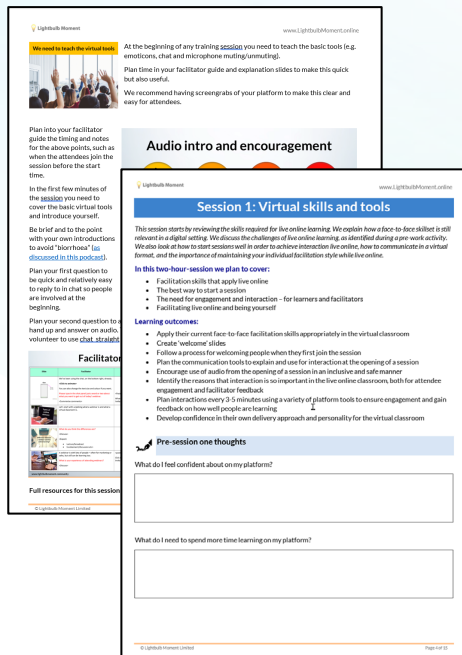 Lightbulb Moment
www.LightbulbMoment.online
We need to teach the virtual tools
At the beginning of any training session you need to teach the basic tools (e.g.
emoticons, chat and microphone muting/unmuting).
Plan time in your facilitator guide and explanation slides to make this quick
but also useful.
We recommend having screengrabs of your platform to make this clear and
easy for attendees.
Plan into your facilitator
guide the timing and notes
for the above points, such as
when the attendees join the
session before the start
time.
In the first few minutes of
the session you need to
cover the basic virtual tools
and introduce yourself.
Be brief and to the point
with your own introductions
to avoid "biorrhoea" (as
discussed in this podcast).
Plan your first question to
be quick and relatively easy
to reply to in chat so people
are involved at the
beginning.
Plan your second question to a
hand up and answer on audio.
volunteer to use chat straight
Audio intro and encouragement
Facilitator
Full resources for this session
© Lightbulb Moment Limited
Lightbulb Moment
www.LightbulbMoment.online
Session 1: Virtual skills and tools
This session starts by reviewing the skills required for live online learning. We explain how a face-to-face skillset is still
relevant in a digital setting. We discuss the challenges of live online learning, as identified during a pre-work activity.
We also look at how to start sessions well in order to achieve interaction live online, how to communicate in a virtual
format, and the importance of maintaining your individual facilitation style while live online.
In this two-hour-session we plan to cover:
• Facilitation skills that apply live online
• The best way to start a session
• The need for engagement and interaction – for learners and facilitators
• Facilitating live online and being yourself
Learning outcomes:
• Apply their current face-to-face facilitation skills appropriately in the virtual classroom
• Create 'welcome' slides
• Follow a process for welcoming people when they first join the session
• Plan the communication tools to explain and use for interaction at the opening of a session
• Encourage use of audio from the opening of a session in an inclusive and safe manner
• Identify the reasons that interaction is so important in the live online classroom, both for attendee
engagement and facilitator feedback
• Plan interactions every 3-5 minutes using a variety of platform tools to ensure engagement and gain
feedback on how well people are learning
• Develop confidence in their own delivery approach and personality for the virtual classroom
Pre-session one thoughts
What do I feel confident about on my platform?
What do I need to spend more time learning on my platform?
© Lightbulb Moment Limited
Page 4 of 15